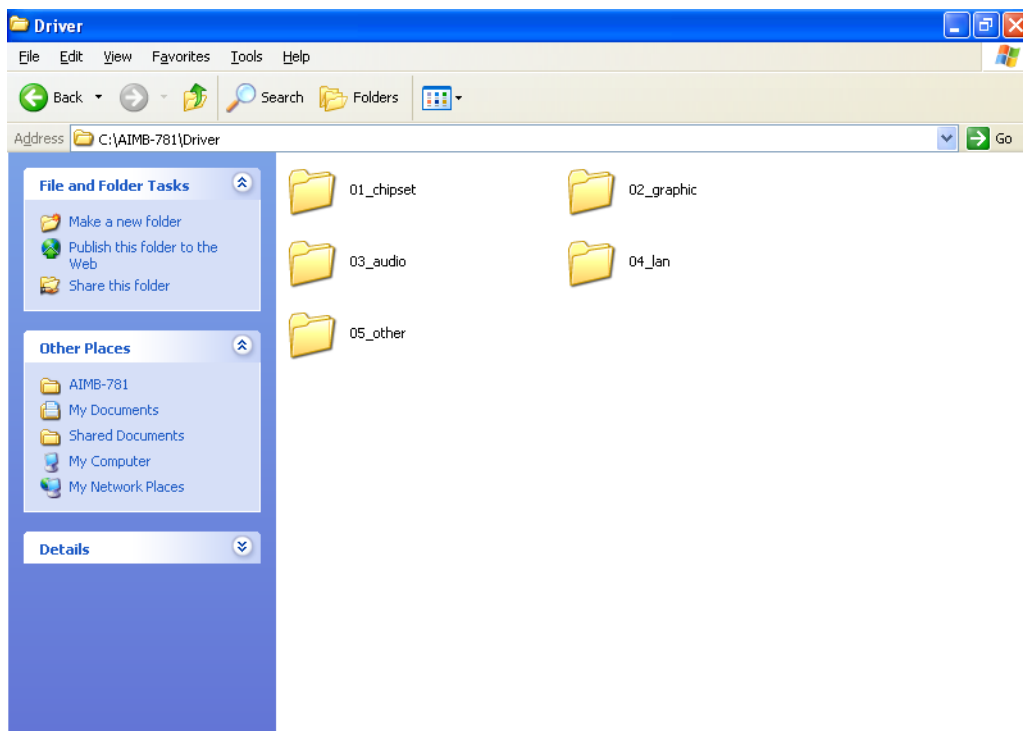 Driver
File Edit View Favorites Tools Help
Back Search Folders
Address C:\AIMB-781\Driver Go
File and Folder Tasks
Make a new folder
Publish this folder to the
Web
Share this folder
Other Places
AIMB-781
My Documents
Shared Documents
My Computer
My Network Places
Details
01_chipset 02_graphic
03_audio 04_lan
05_other